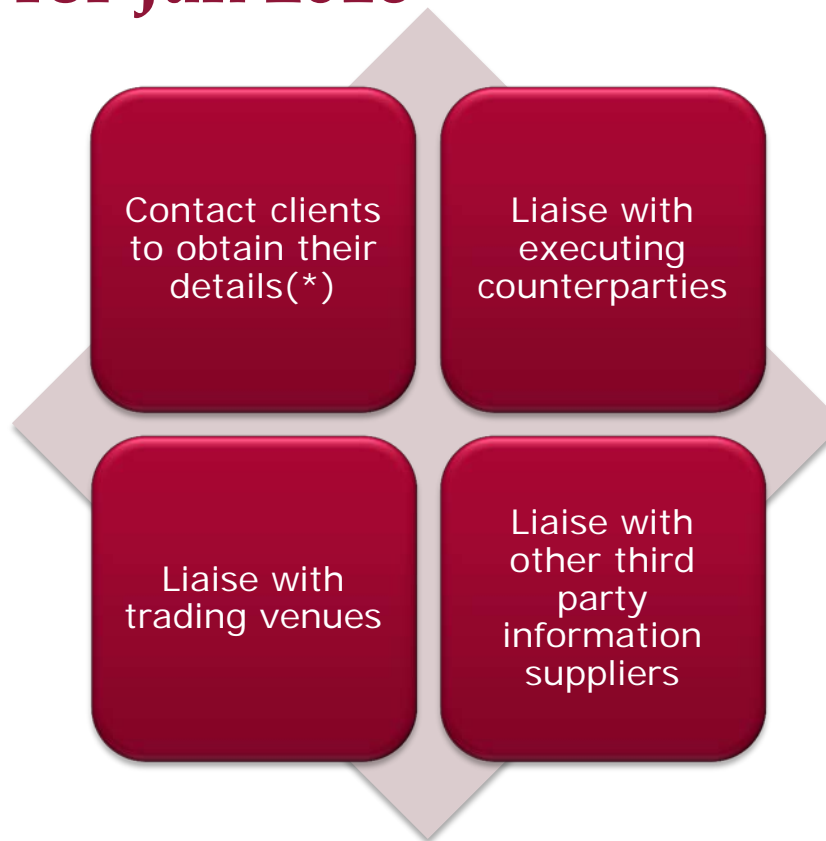 Contact clients
to obtain their
details(*)
Liaise with
executing
counterparties
Liaise with
trading venues
Liaise with
other third
party
information
suppliers